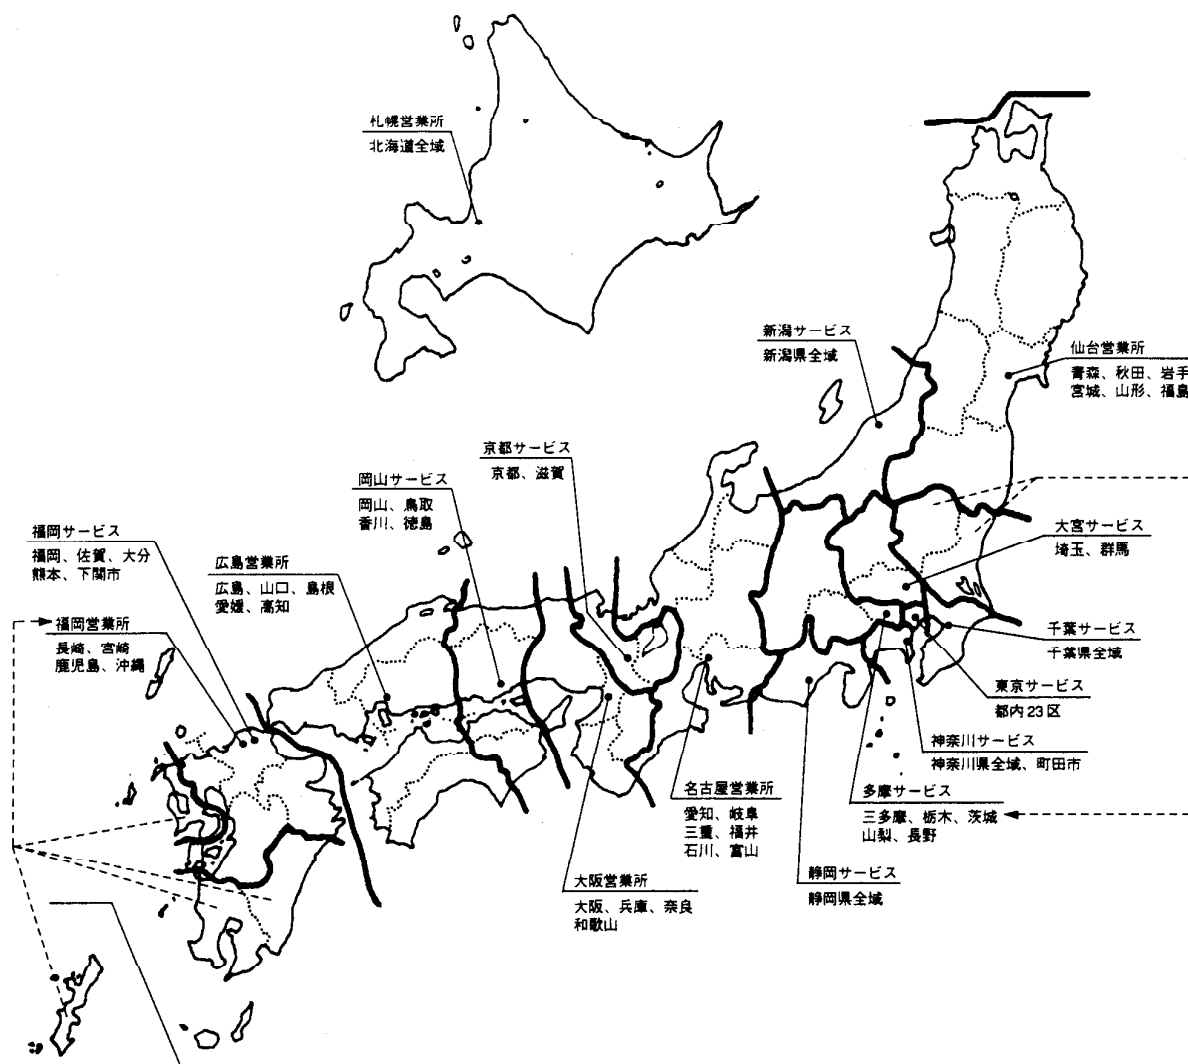 札幌営業所
北海道全域
新潟サービス
新潟県全域
仙台営業所
青森、秋田、岩手
宮城、山形、福島
京都サービス
京都、滋賀
岡山サービス
岡山、鳥取
香川、徳島
福岡サービス
福岡、佐賀、大分
熊本、下関市
広島営業所
広島、山口、島根
愛媛、高知
大宮サービス
埼玉、群馬
福岡営業所
長崎、宮崎
鹿児島、沖縄
千葉サービス
千葉県全域
東京サービス
都内23区
神奈川サービス
神奈川県全域、町田市
名古屋営業所
愛知、岐阜
三重、福井
石川、富山
多摩サービス
三多摩、栃木、茨城
山梨、長野
大阪営業所
大阪、兵庫、奈良
和歌山
静岡サービス
静岡県全域